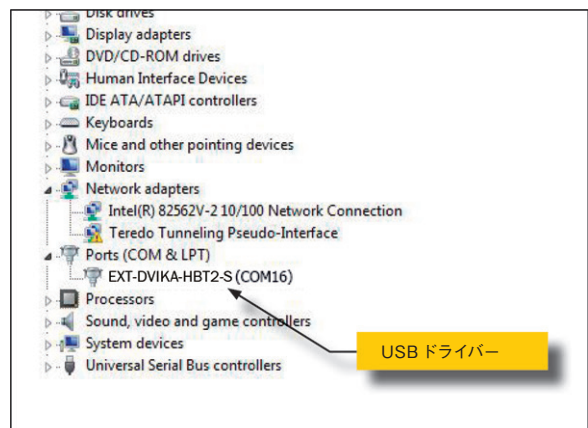 Disk drives
Display adapters
DVD/CD-ROM drives
Human Interface Devices
IDE ATA/ATAPI controllers
Keyboards
Mice and other pointing devices
Monitors
Network adapters
Intel(R) 82562V-2 10/100 Network Connection
Teredo Tunneling Pseudo-Interface
Ports (COM & LPT)
EXT-DVIKA-HBT2-S (COM16)
Processors
Sound, video and game controllers
System devices
USB ドライバー
Universal Serial Bus controllers